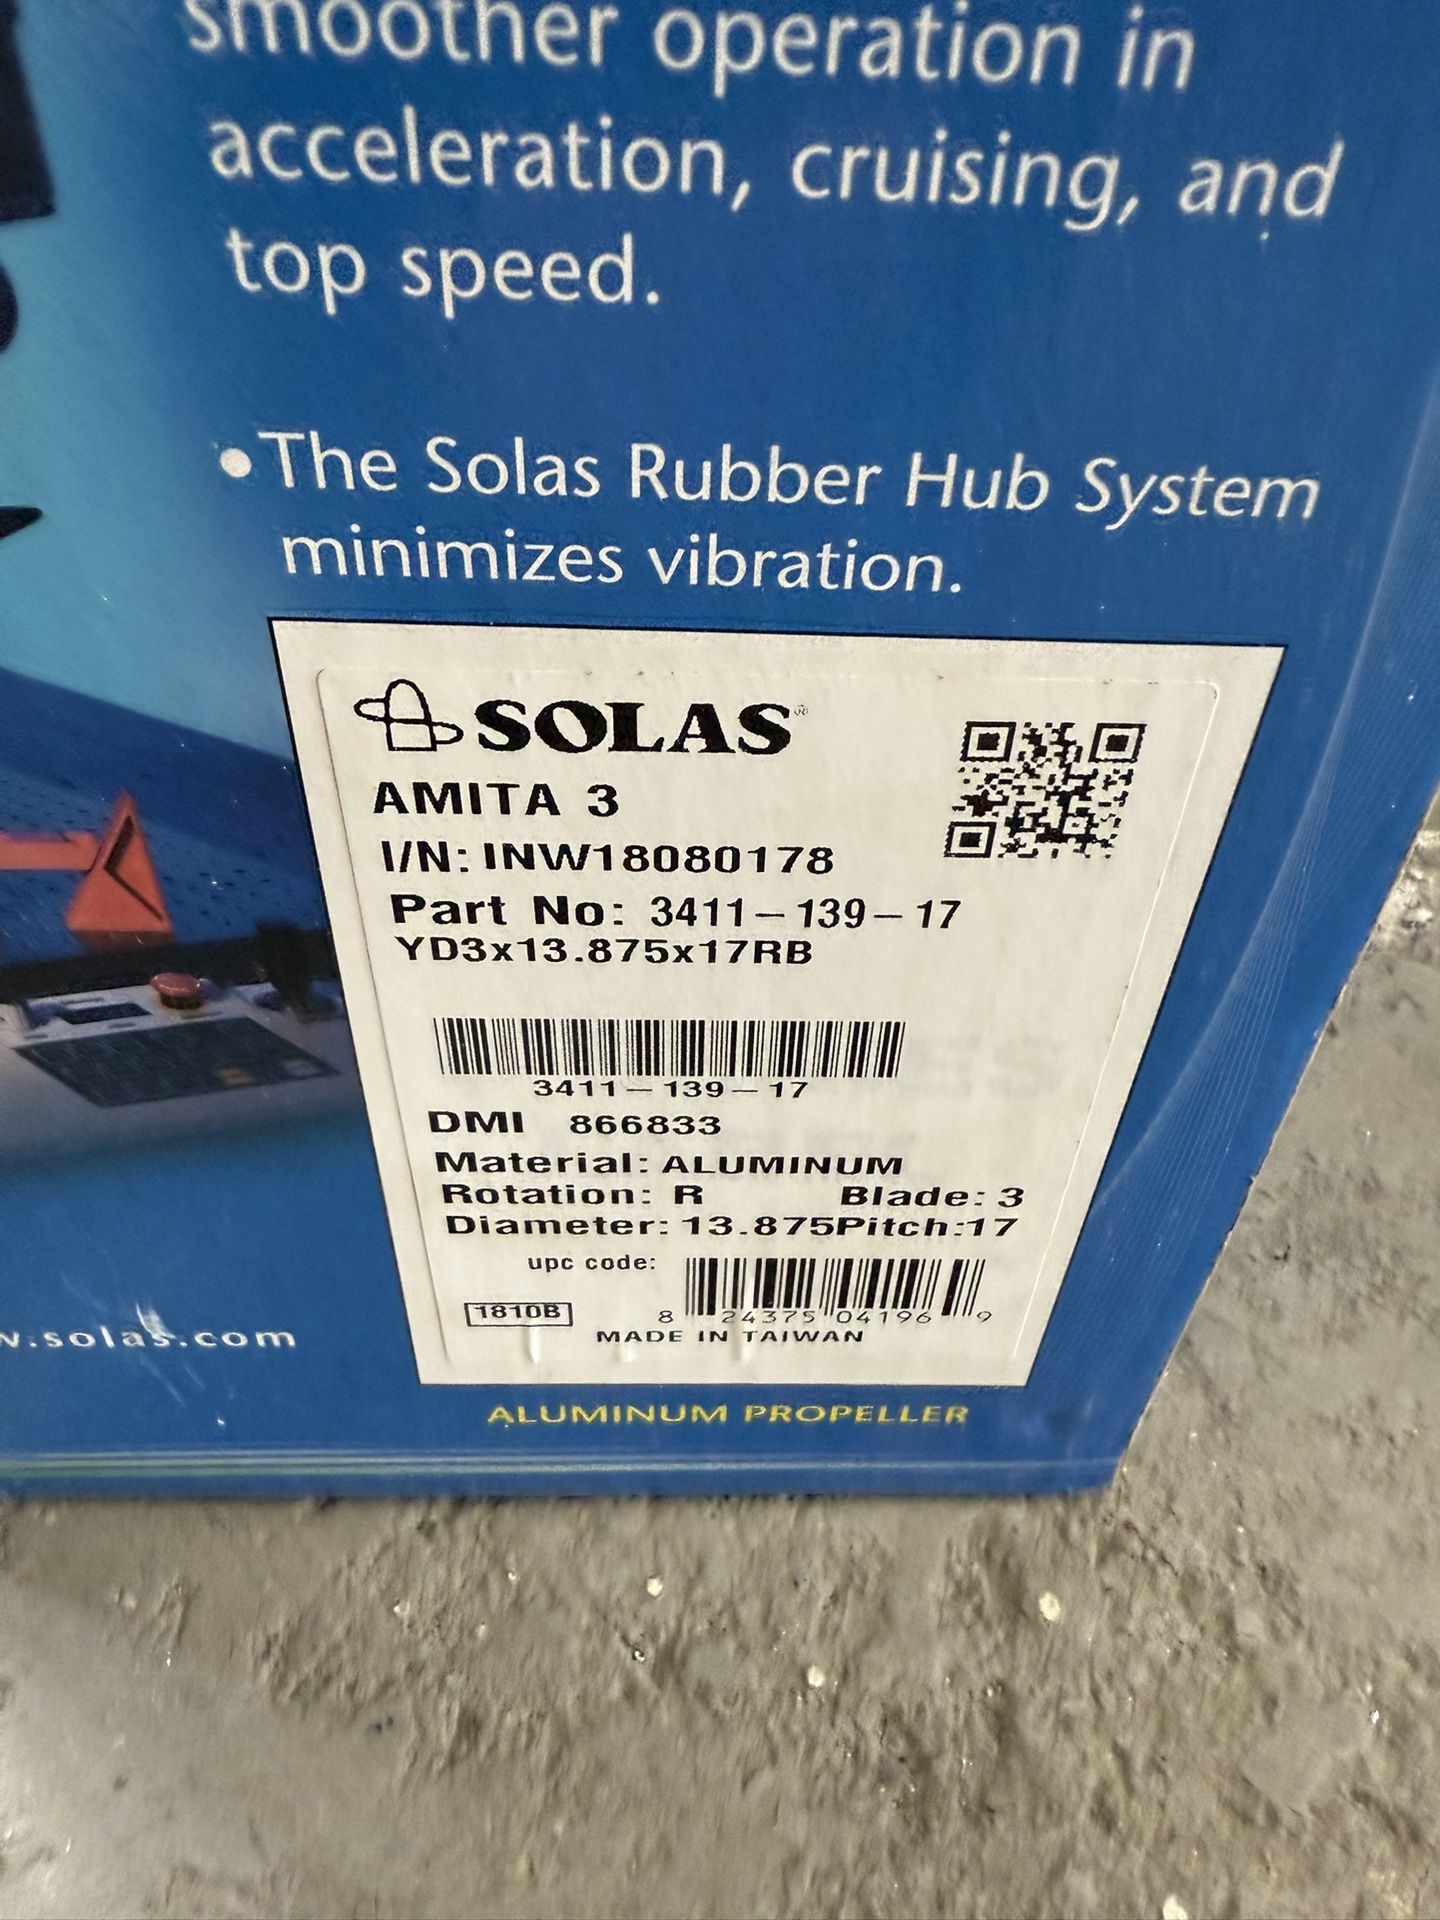 smoother operation in
acceleration, cruising, and
top speed.
•The Solas Rubber Hub System
minimizes vibration.
SOLAS®
AMITA 3
I/N: INW18080178
Part No: 3411-139-17
YD3x13.875x17RB
3411-139-17
DMI 866833
Material: ALUMINUM
Rotation: R Blade: 3
Diameter: 13.875Pitch:17
upc code:
1810B
8 24375 04196 9
MADE IN TAIWAN
w.solas.com
ALUMINUM PROPELLER